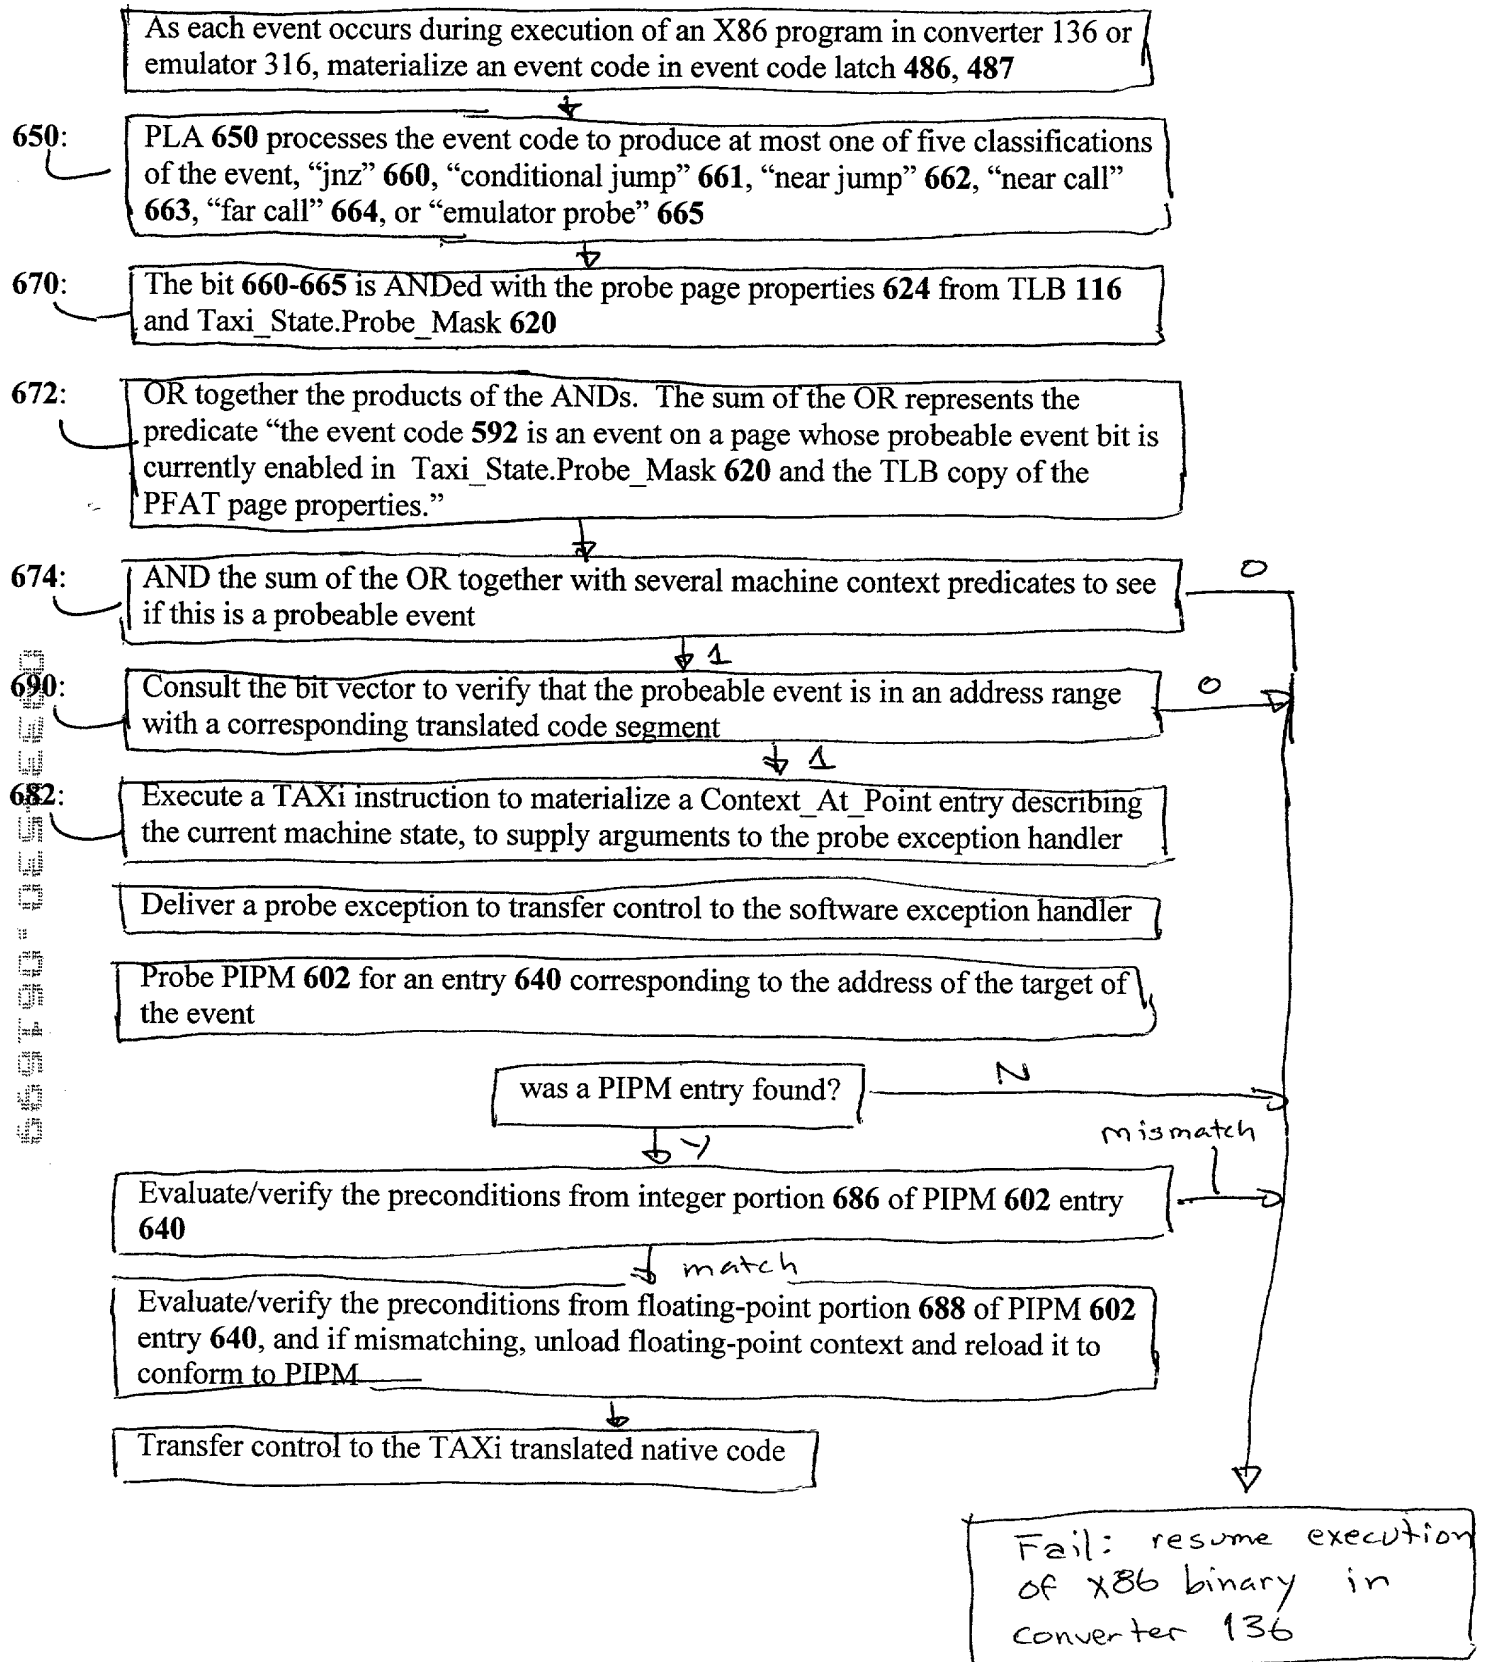 As each event occurs during execution of an X86 program in converter 136 or
emulator 316, materialize an event code in event code latch 486, 487
650:
PLA 650 processes the event code to produce at most one of five classifications
of the event, “jnz” 660, “conditional jump” 661, “near jump” 662, “near call”
663, “far call” 664, or “emulator probe” 665
670:
The bit 660-665 is ANDed with the probe page properties 624 from TLB 116
and Taxi_State.Probe_Mask 620
672:
OR together the products of the ANDs.  The sum of the OR represents the
predicate “the event code 592 is an event on a page whose probeable event bit is
currently enabled in  Taxi_State.Probe_Mask 620 and the TLB copy of the
PFAT page properties.”
674:
AND the sum of the OR together with several machine context predicates to see
if this is a probeable event
0
1
690:
Consult the bit vector to verify that the probeable event is in an address range
with a corresponding translated code segment
0
1
682:
Execute a TAXi instruction to materialize a Context_At_Point entry describing
the current machine state, to supply arguments to the probe exception handler
Deliver a probe exception to transfer control to the software exception handler
Probe PIPM 602 for an entry 640 corresponding to the address of the target of
the event
was a PIPM entry found?
N
Y
mismatch
Evaluate/verify the preconditions from integer portion 686 of PIPM 602 entry
640
match
Evaluate/verify the preconditions from floating-point portion 688 of PIPM 602
entry 640, and if mismatching, unload floating-point context and reload it to
conform to PIPM
Transfer control to the TAXi translated native code
Fail: resume execution
of X86 binary in
converter 136